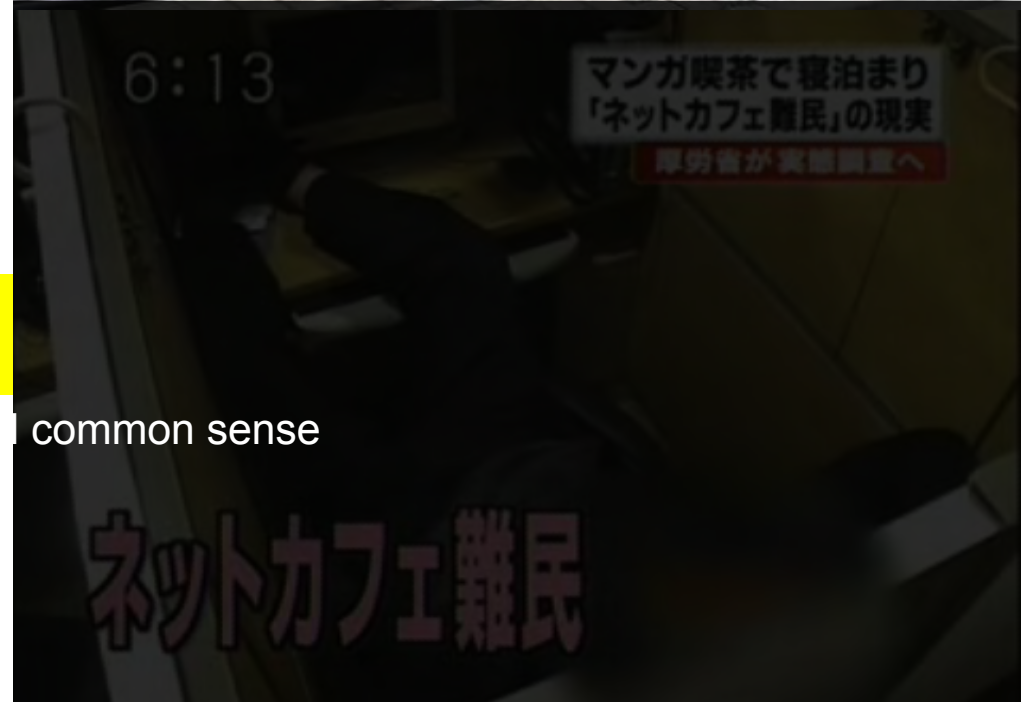 6:13
マンガ喫茶で寝泊まり
「ネットカフェ難民」の現実
厚労省が実態調査へ
common sense
ネットカフェ難民